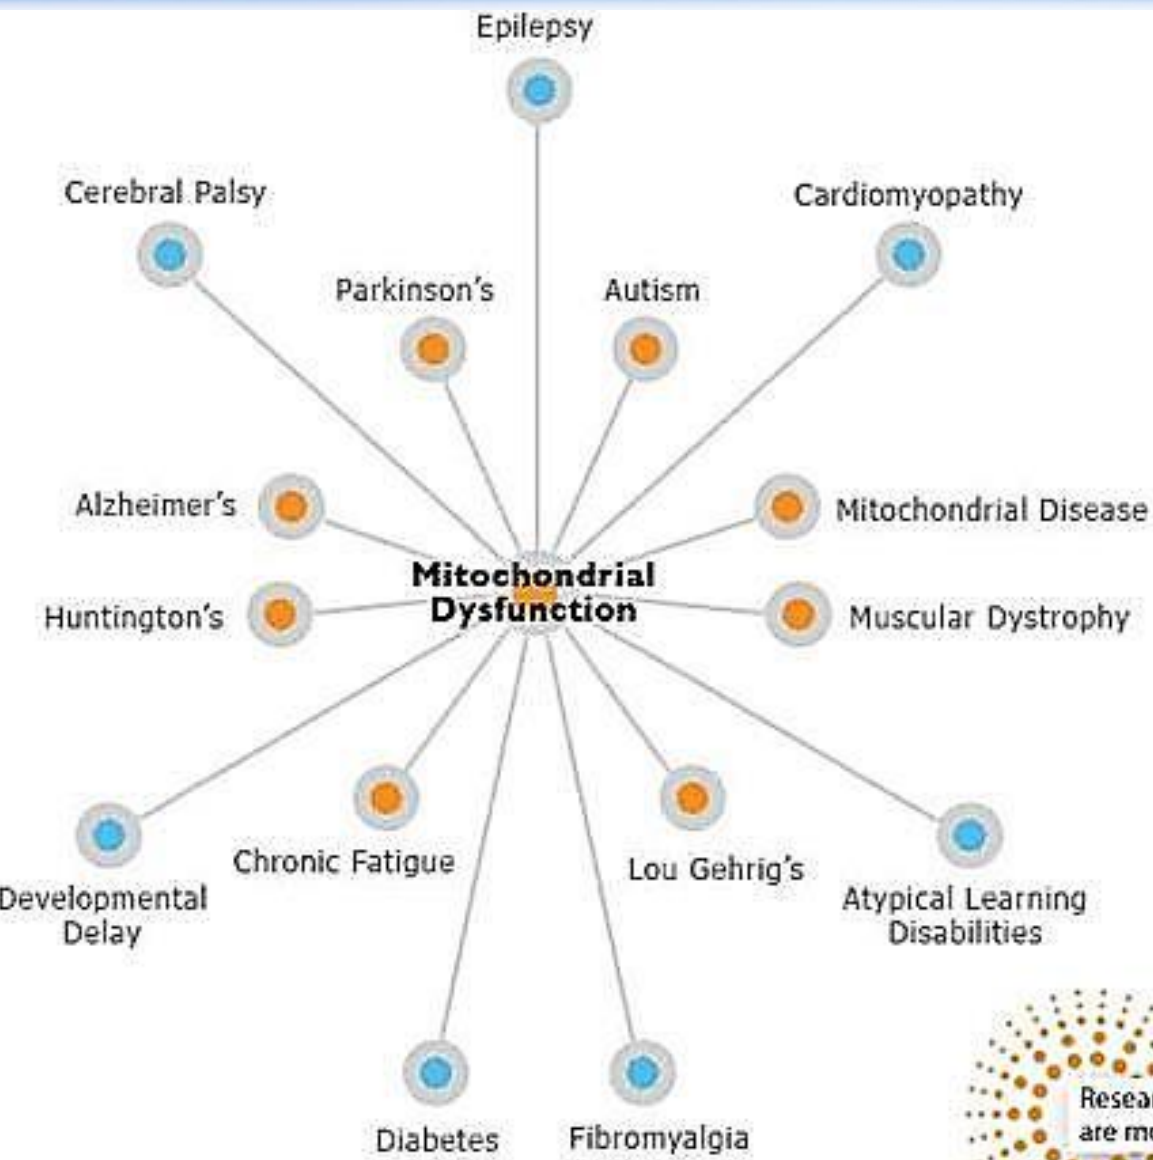 Epilepsy
Cerebral Palsy
Cardiomyopathy
Parkinson's
Autism
Alzheimer's
Mitochondrial Disease
Mitochondrial
Dysfunction
Huntington's
Muscular Dystrophy
Chronic Fatigue
Lou Gehrig's
Developmental
Delay
Atypical Learning
Disabilities
Diabetes
Fibromyalgia
are